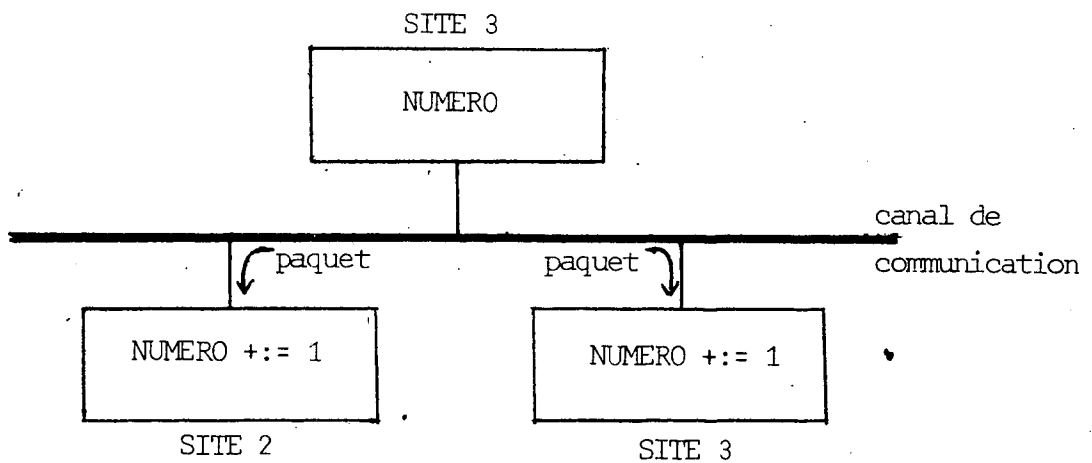 SITE 3
NUMERO
canal de
communication
paquet
paquet
NUMERO +:= 1
NUMERO +:= 1
SITE 2
SITE 3